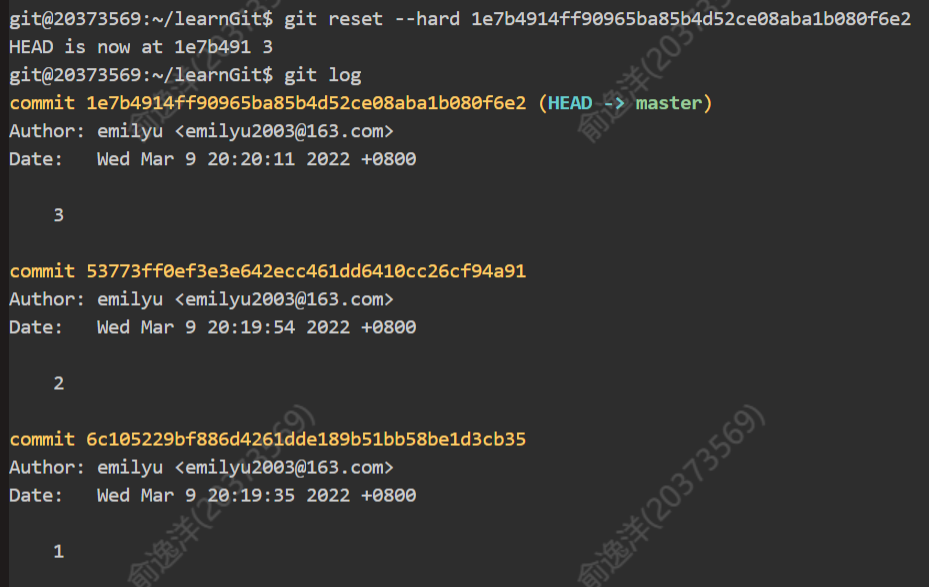 git@20373569:~/learnGit$ git reset --hard 1e7b4914ff90965ba85b4d52ce08aba1b080f6e2
HEAD is now at 1e7b491 3
git@20373569:~/learnGit$ git log
commit 1e7b4914ff90965ba85b4d52ce08aba1b080f6e2 (HEAD -> master)
Author: emilyu <emilyu2003@163.com>
Date:   Wed Mar 9 20:20:11 2022 +0800
3
commit 53773ff0ef3e3e642ecc461dd6410cc26cf94a91
Author: emilyu <emilyu2003@163.com>
Date:   Wed Mar 9 20:19:54 2022 +0800
2
commit 6c105229bf886d4261dde189b51bb58be1d3cb35
Author: emilyu <emilyu2003@163.com>
Date:   Wed Mar 9 20:19:35 2022 +0800
1
俞逸洋(20373569)
俞逸洋(20373569)
俞逸洋(20373569)
俞逸洋(20373569)